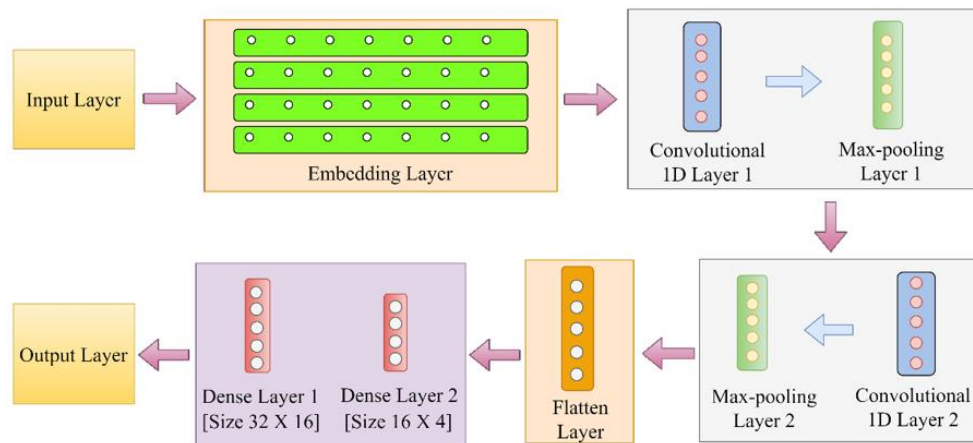 Input Layer
Embedding Layer
Convolutional
1D Layer 1
Max-pooling
Layer 1
Output Layer
Dense Layer 1
[Size 32 X 16]
Dense Layer 2
[Size 16 X 4]
Flatten
Layer
Max-pooling
Layer 2
Convolutional
1D Layer 2